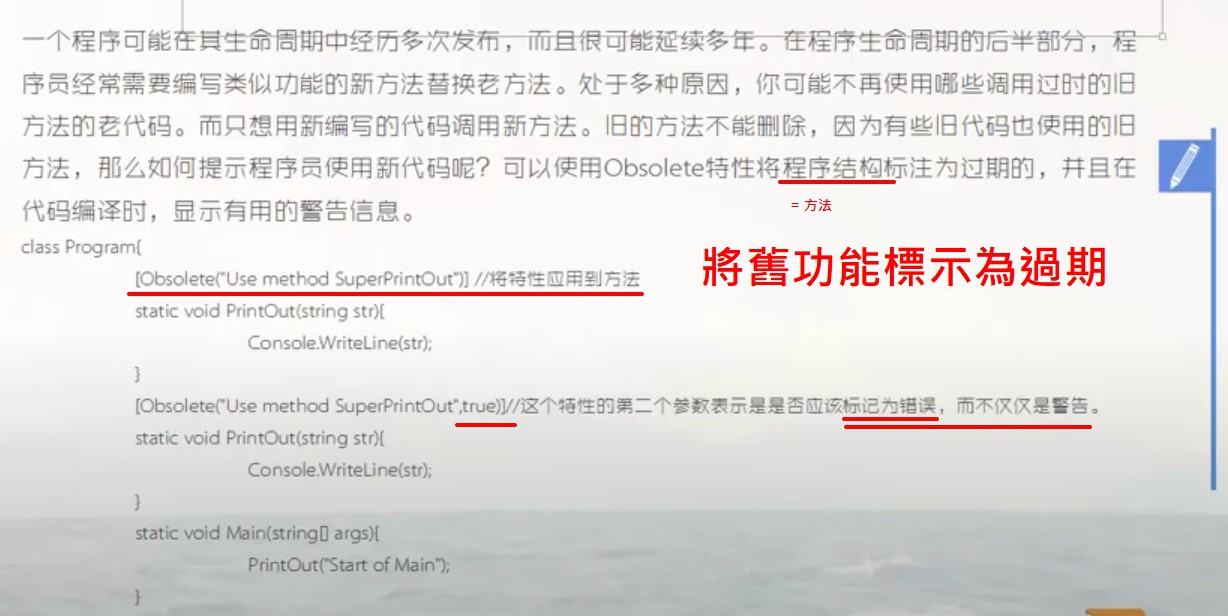 一个程序可能在其生命周期中经历多次发布，而且很可能延续多年。在程序生命周期的后半部分，程
序员经常需要编写类似功能的新方法替换老方法。处于多种原因，你可能不再使用哪些调用过时的旧
方法的老代码。而只想用新编写的代码调用新方法。旧的方法不能删除，因为有些旧代码也使用的旧
方法，那么如何提示程序员使用新代码呢？可以使用Obsolete特性将程序结构标注为过期的，并且在
= 方法
代码编译时，显示有用的警告信息。
class Program{
將舊功能標示為過期
[Obsolete("Use method SuperPrintOut")] //将特性应用到方法
static void PrintOut(string str){
Console.WriteLine(str);
}
[Obsolete("Use method SuperPrintOut",true)]//这个特性的第二个参数表示是是否应该标记为错误，而不仅仅是警告。
static void PrintOut(string str){
Console.WriteLine(str);
}
static void Main(string[] args){
PrintOut("Start of Main");
}